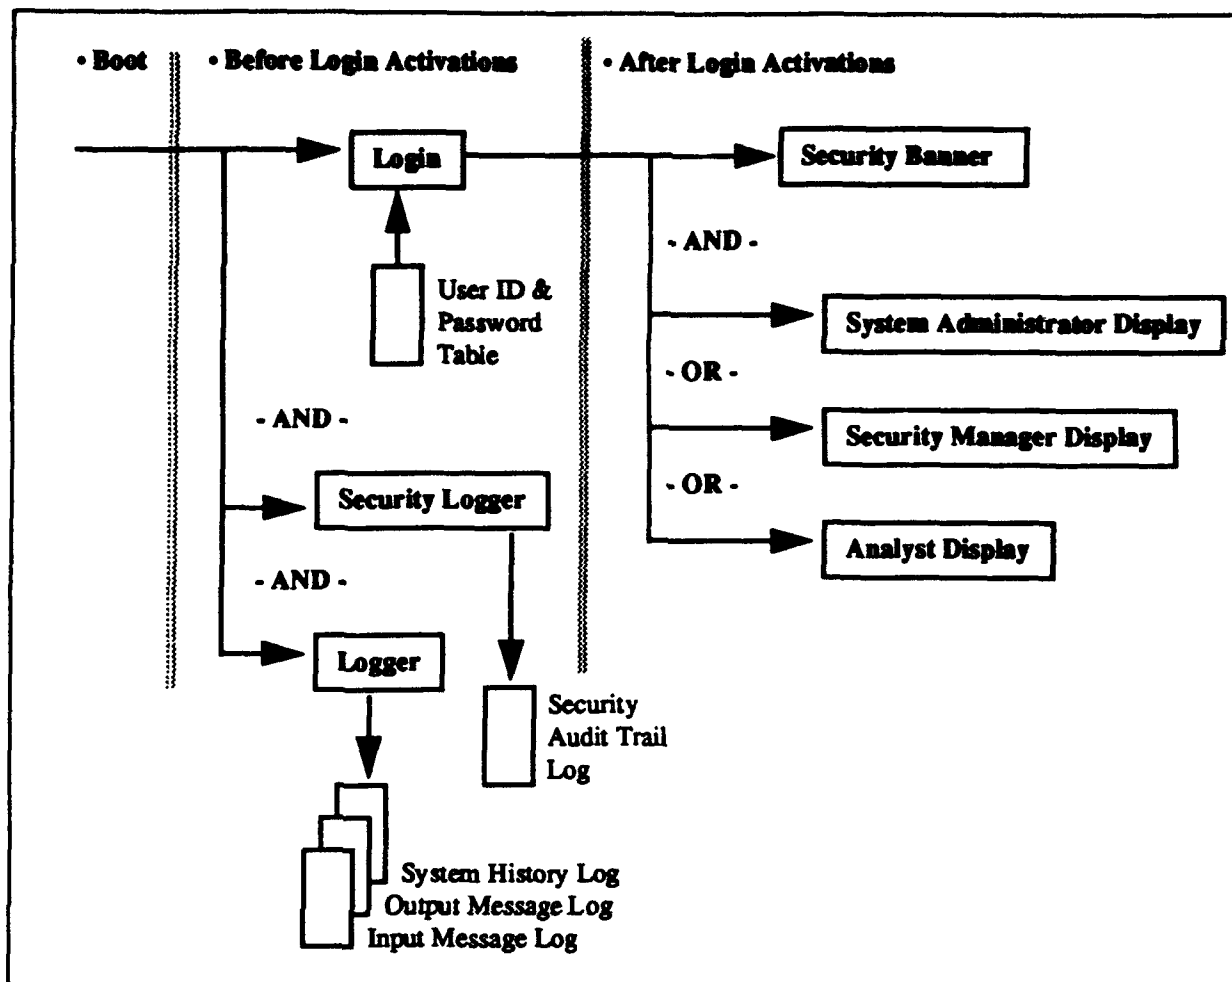 • Boot
• Before Login Activations
• After Login Activations
Login
Security Banner
- AND -
User ID &
Password
Table
System Administrator Display
- OR -
- AND -
Security Manager Display
- OR -
Security Logger
Analyst Display
- AND -
Logger
Security
Audit Trail
Log
System History Log
Output Message Log
Input Message Log